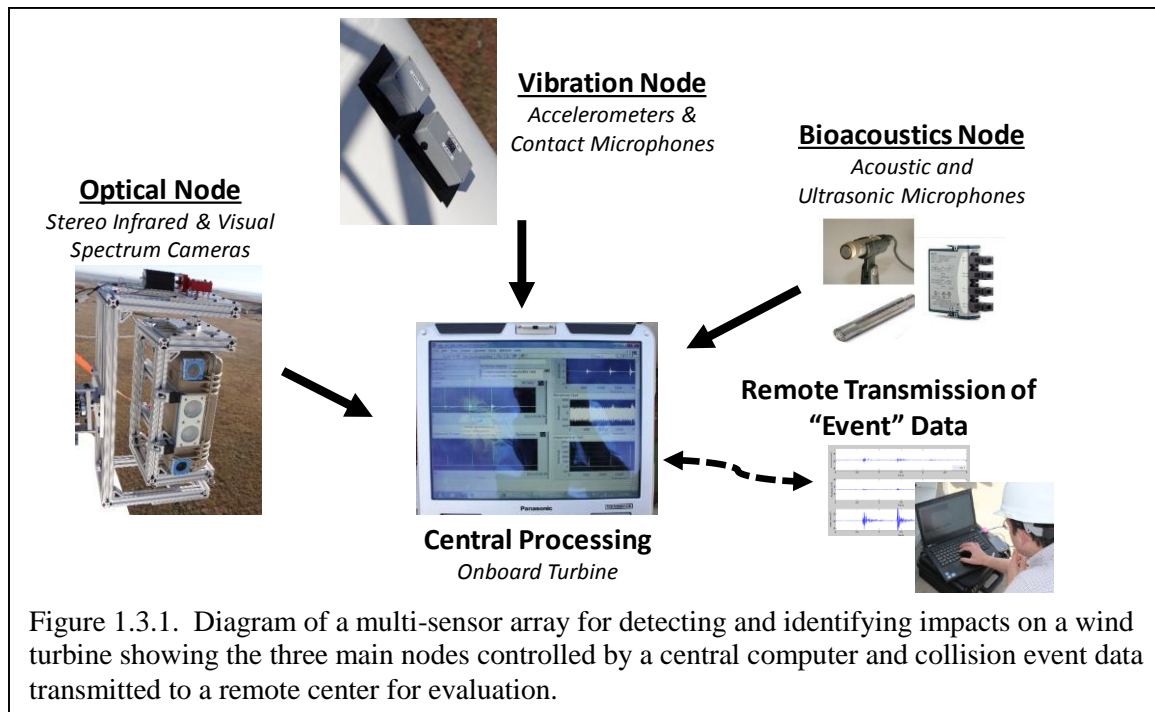 Vibration Node
Accelerometers &
Contact Microphones
Bioacoustics Node
Acoustic and
Ultrasonic Microphones
Optical Node
Stereo Infrared & Visual
Spectrum Cameras
Remote Transmission of
“Event” Data
Panasonic
Central Processing
Onboard Turbine
Figure 1.3.1.  Diagram of a multi-sensor array for detecting and identifying impacts on a wind
turbine showing the three main nodes controlled by a central computer and collision event data
transmitted to a remote center for evaluation.